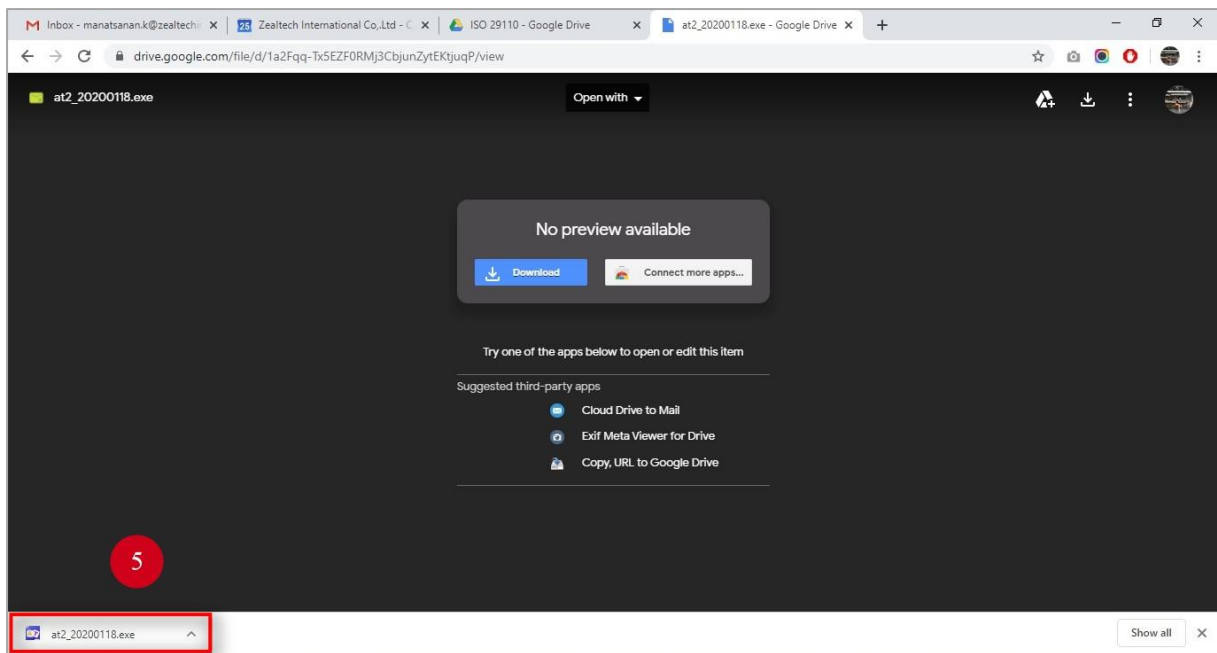 Inbox - manatsanan.k@zealtechi
25 Zealtech International Co,.Ltd - C
ISO 29110 - Google Drive
at2_20200118.exe - Google Drive
drive.google.com/file/d/1a2Fqq-Tx5EZF0RMj3CbjunZytEKtjuqP/view
at2_20200118.exe
Open with
No preview available
Download
Connect more apps...
Try one of the apps below to open or edit this item
Suggested third-party apps
Cloud Drive to Mail
Exif Meta Viewer for Drive
Copy, URL to Google Drive
5
at2_20200118.exe
Show all